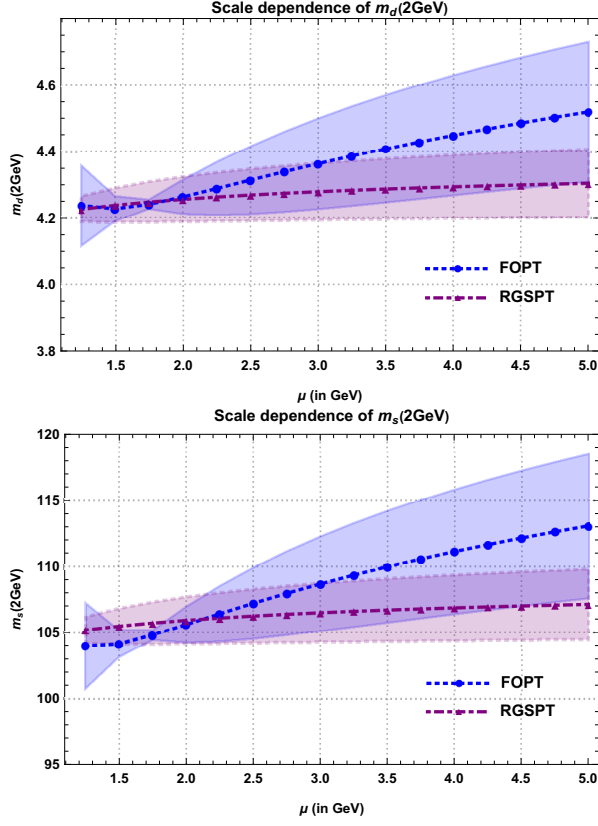 Scale dependence of m_d(2GeV)
4.6
4.4
4.2
4.0
3.8
m_d(2GeV)
FOPT
RGSPT
1.5 2.0 2.5 3.0 3.5 4.0 4.5 5.0
μ (in GeV)
Scale dependence of m_s(2GeV)
120
115
110
105
100
95
m_s(2GeV)
FOPT
RGSPT
1.5 2.0 2.5 3.0 3.5 4.0 4.5 5.0
μ (in GeV)